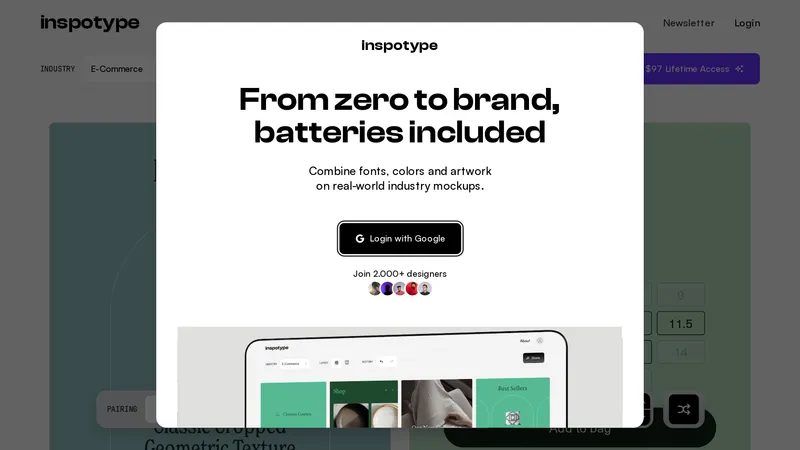 inspotype
Newsletter
Login
INDUSTRY
E-Commerce
$97 Lifetime Access
inspotype
From zero to brand,
batteries included
Combine fonts, colors and artwork
on real-world industry mockups.
Login with Google
Join 2.000+ designers
inspotype
About
E-Commerce
Share
Shop
Best Sellers
9
11.5
14
PAIRING
Classic Cropped
Geometric Texture
Add to bag